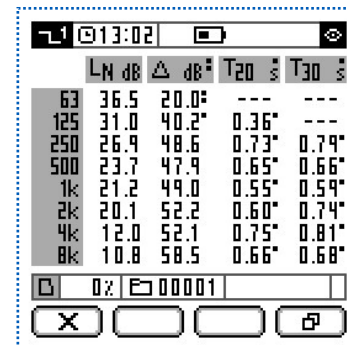 1 13:02
LN dB Δ dB T20 s T30 s
63 36.5 20.0 --- ---
125 31.0 40.2 0.36 ---
250 26.9 48.6 0.73 0.79
500 23.7 47.9 0.65 0.66
1k 21.2 49.0 0.55 0.59
2k 20.1 52.2 0.60 0.74
4k 12.0 52.1 0.75 0.81
8k 10.8 58.5 0.66 0.68
0% 00001
X